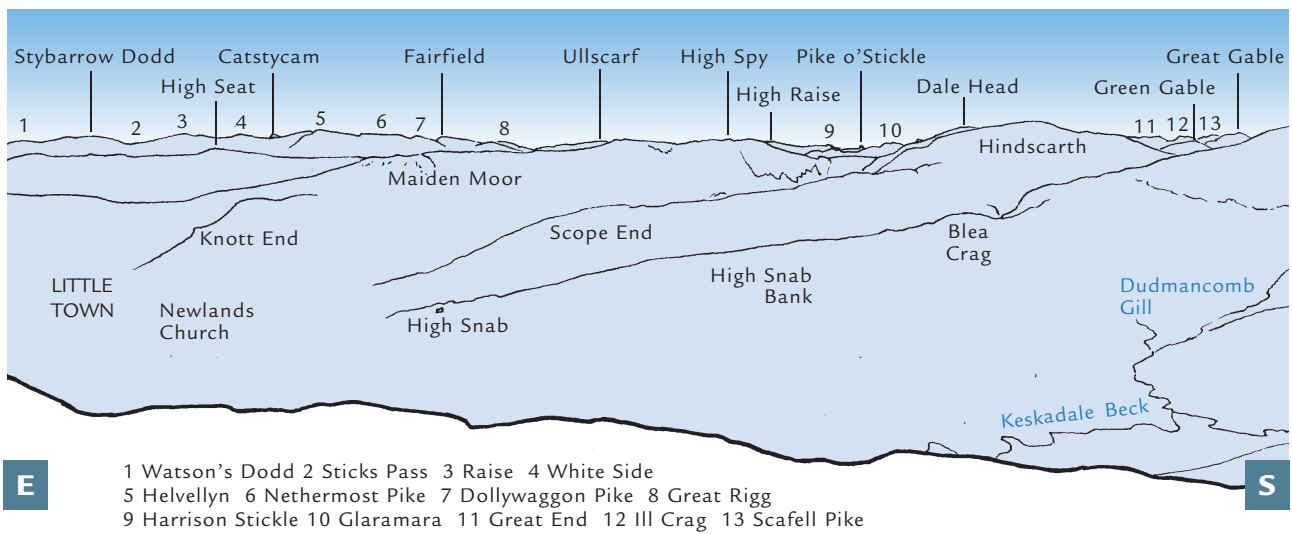 Stybarrow Dodd
Catstycam
Fairfield
Ullscarf
High Spy
Pike o'Stickle
Great Gable
High Seat
High Raise
Dale Head
Green Gable
1
2
3
4
5
6
7
8
9
10
11
12
13
Hindscarth
Maiden Moor
Knott End
Scope End
Blea
Crag
LITTLE
TOWN
Newlands
Church
High Snab
High Snab
Bank
Dudmancomb
Gill
Keskadale Beck
E
S
1 Watson's Dodd 2 Sticks Pass 3 Raise 4 White Side
5 Helvellyn 6 Nethermost Pike 7 Dollywaggon Pike 8 Great Rigg
9 Harrison Stickle 10 Glaramara 11 Great End 12 Ill Crag 13 Scafell Pike